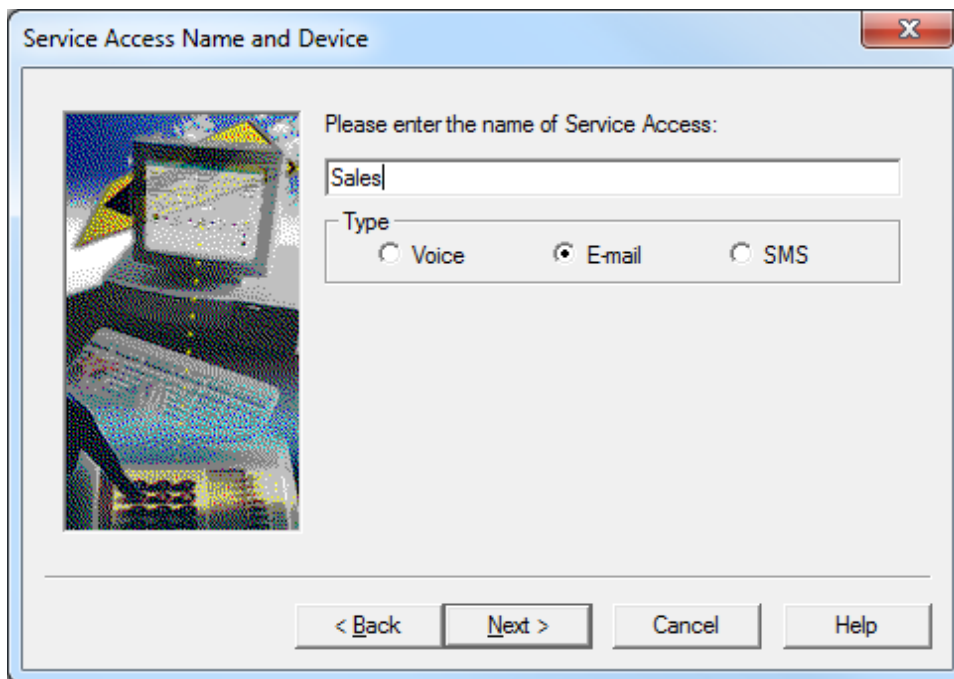 Service Access Name and Device
Please enter the name of Service Access:
Sales
Type
Voice E-mail SMS
< Back Next > Cancel Help